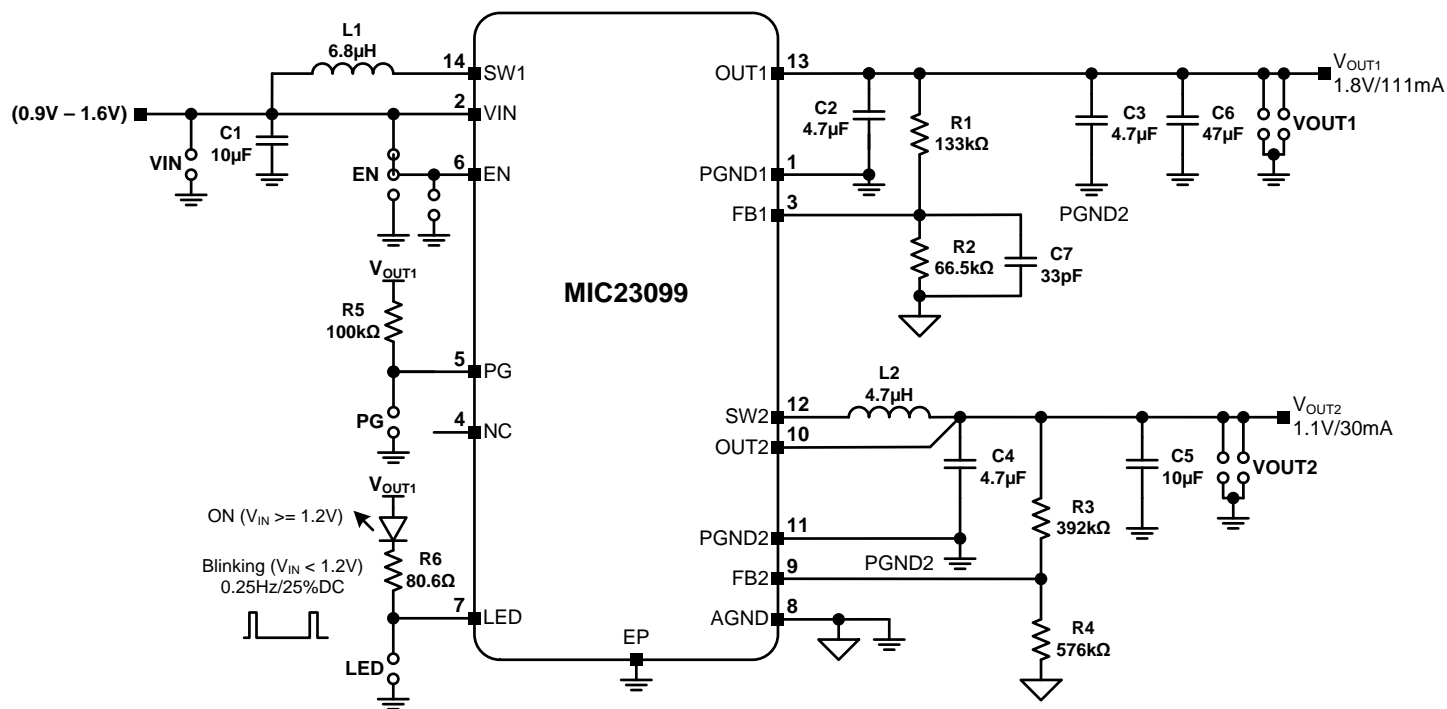 L1
6.8µH
14
SW1
13
OUT1
V_OUT1
1.8V/111mA
(0.9V – 1.6V)
2
VIN
C1
10µF
VIN
EN
6
EN
C2
4.7µF
R1
133kΩ
C3
4.7µF
C6
47µF
VOUT1
1
PGND1
PGND2
3
FB1
R2
66.5kΩ
C7
33pF
V_OUT1
R5
100kΩ
MIC23099
5
PG
PG
4
NC
L2
4.7µH
12
SW2
10
OUT2
V_OUT2
1.1V/30mA
C4
4.7µF
C5
10µF
VOUT2
R3
392kΩ
V_OUT1
ON (V_IN >= 1.2V)
Blinking (V_IN < 1.2V)
0.25Hz/25%DC
R6
80.6Ω
11
PGND2
PGND2
9
FB2
7
LED
LED
8
AGND
R4
576kΩ
EP